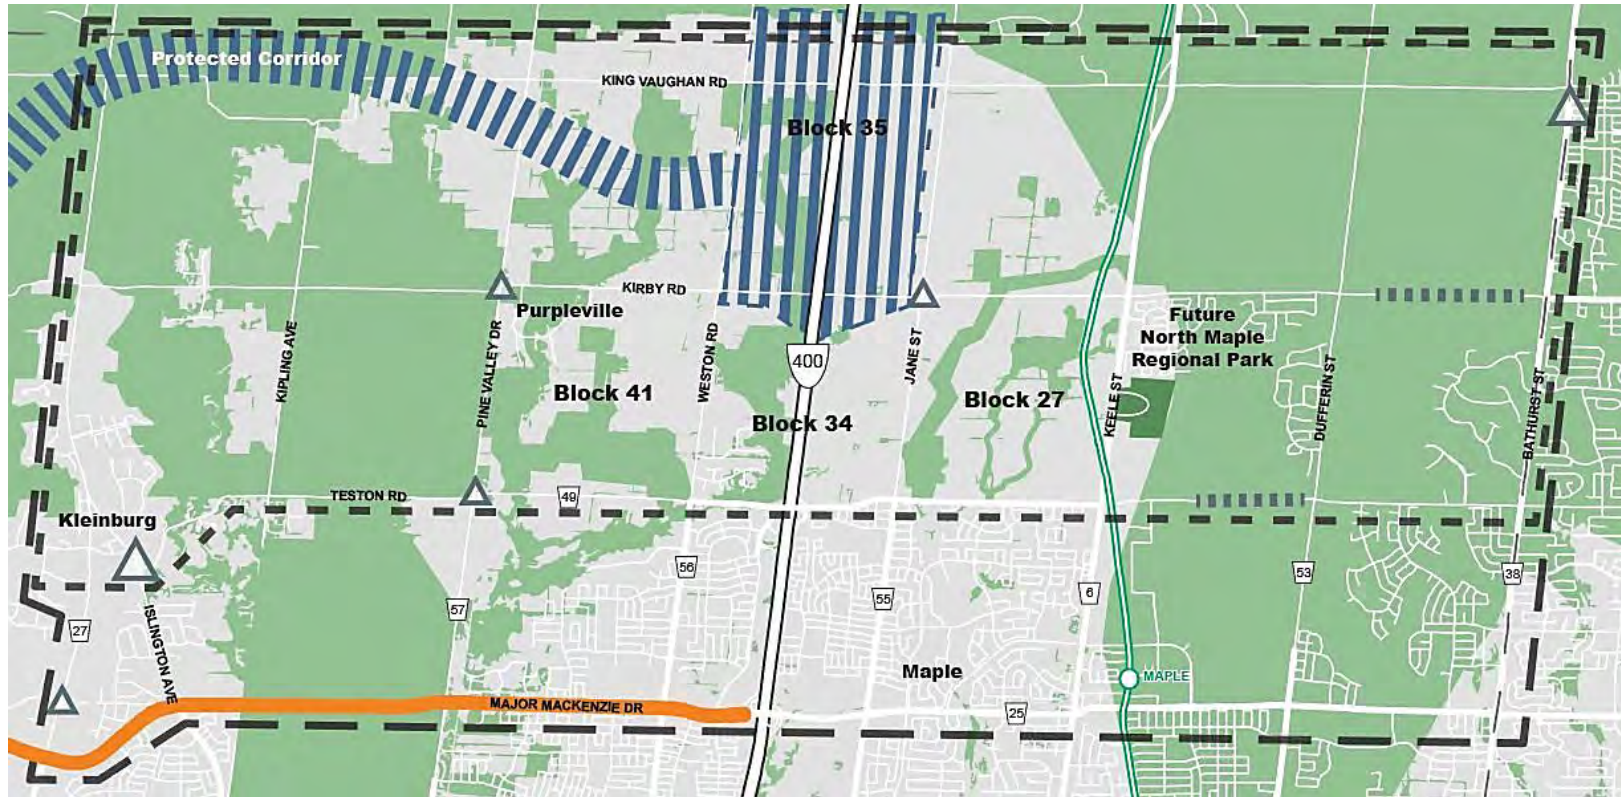 Protected Corridor
KING VAUGHAN RD
Block 35
KIRBY RD
Purpleville
Future
North Maple
Regional Park
KIPLING AVE
PINE VALLEY DR
WESTON RD
400
JANE ST
Block 41
Block 34
Block 27
KEELE ST
DUFFERIN ST
BATHURST ST
TESTON RD
49
Kleinburg
56
55
6
53
38
57
27
ISLINGTON AVE
Maple
MAPLE
MAJOR MACKENZIE DR
25